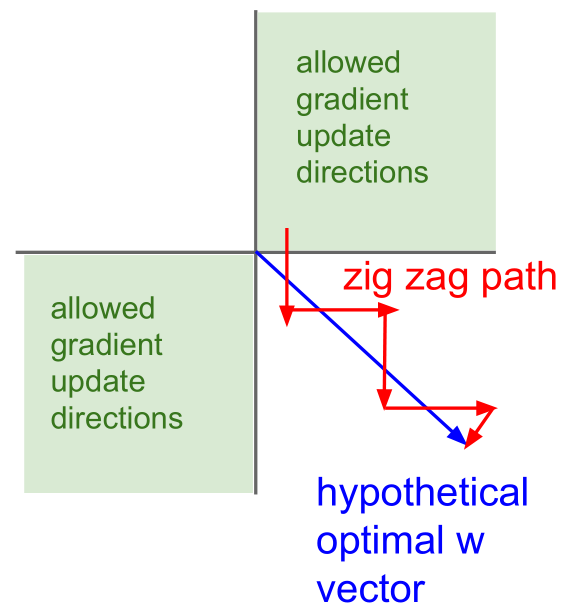 allowed
gradient
update
directions
zig zag path
allowed
gradient
update
directions
hypothetical
optimal w
vector